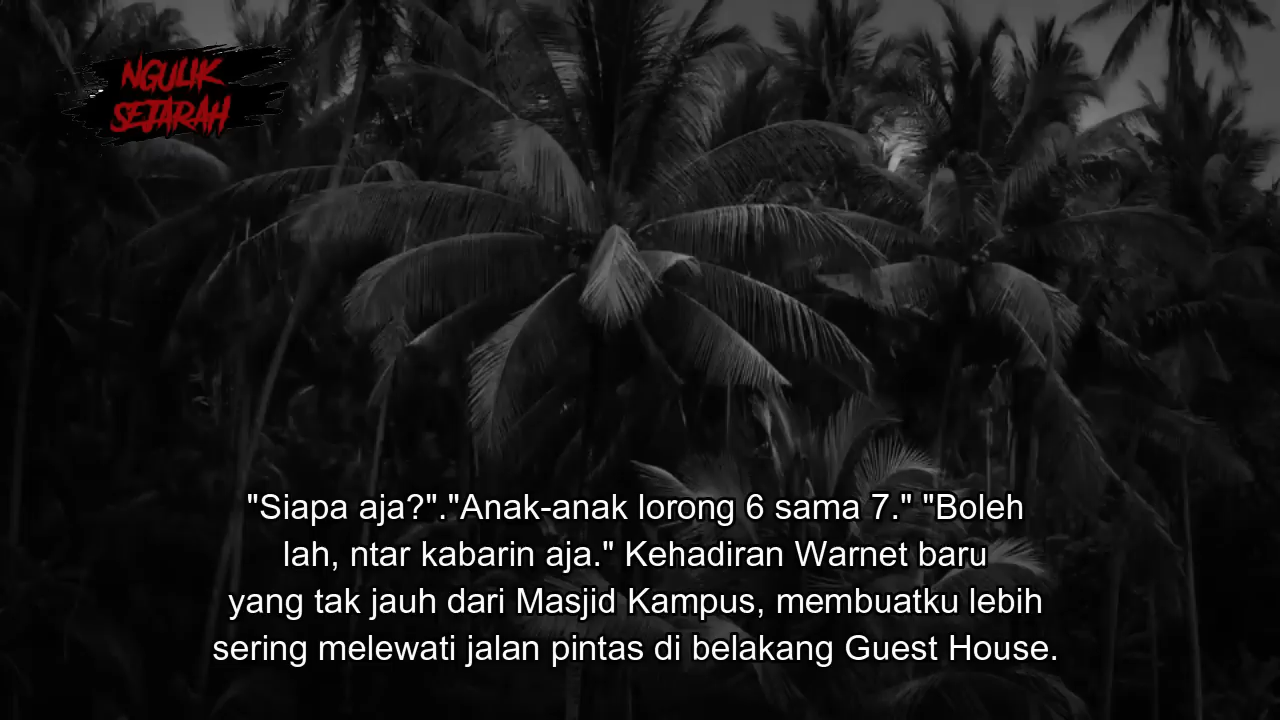 NGULIK
SEJARAH
"Siapa aja?"."Anak-anak lorong 6 sama 7." "Boleh
lah, ntar kabarin aja." Kehadiran Warnet baru
yang tak jauh dari Masjid Kampus, membuatku lebih
sering melewati jalan pintas di belakang Guest House.